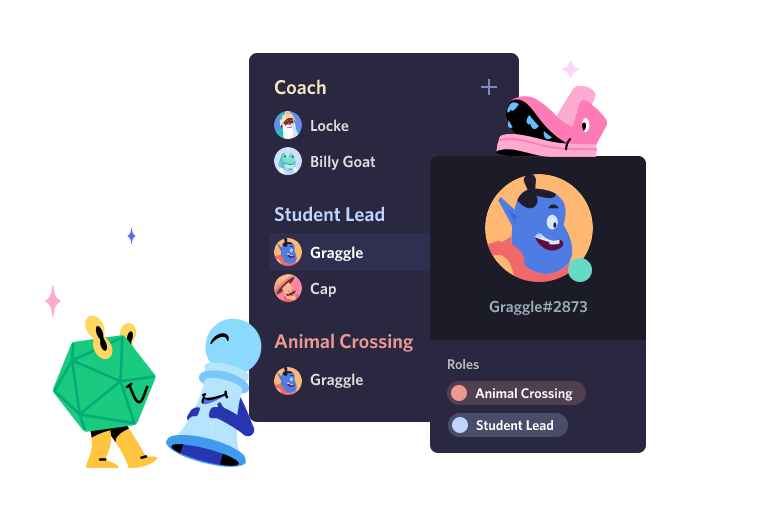 Coach
Locke
Billy Goat
Student Lead
Graggle
Cap
Animal Crossing
Graggle
Graggle#2873
Roles
Animal Crossing
Student Lead